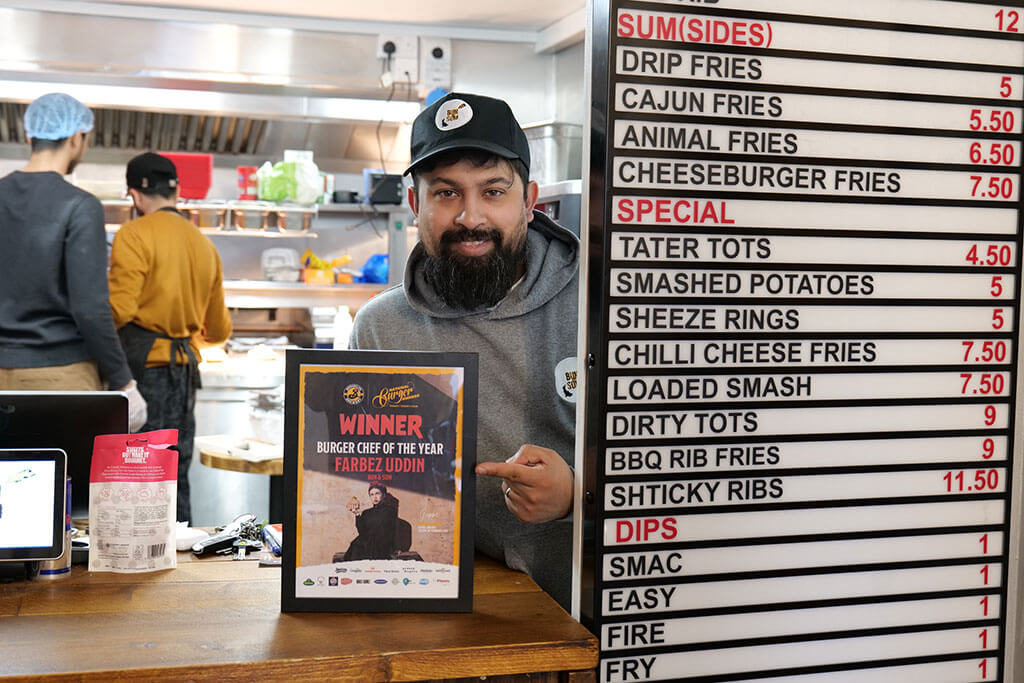 12
SUM(SIDES)
DRIP FRIES 5
CAJUN FRIES 5.50
ANIMAL FRIES 6.50
CHEESEBURGER FRIES 7.50
SPECIAL
TATER TOTS 4.50
SMASHED POTATOES 5
SHEEZE RINGS 5
CHILLI CHEESE FRIES 7.50
LOADED SMASH 7.50
DIRTY TOTS 9
BBQ RIB FRIES 9
SHTICKY RIBS 11.50
DIPS
SMAC 1
EASY 1
FIRE 1
FRY 1
1
Burger
WINNER
BURGER CHEF OF THE YEAR
FARBEZ UDDIN
BUN & SUM